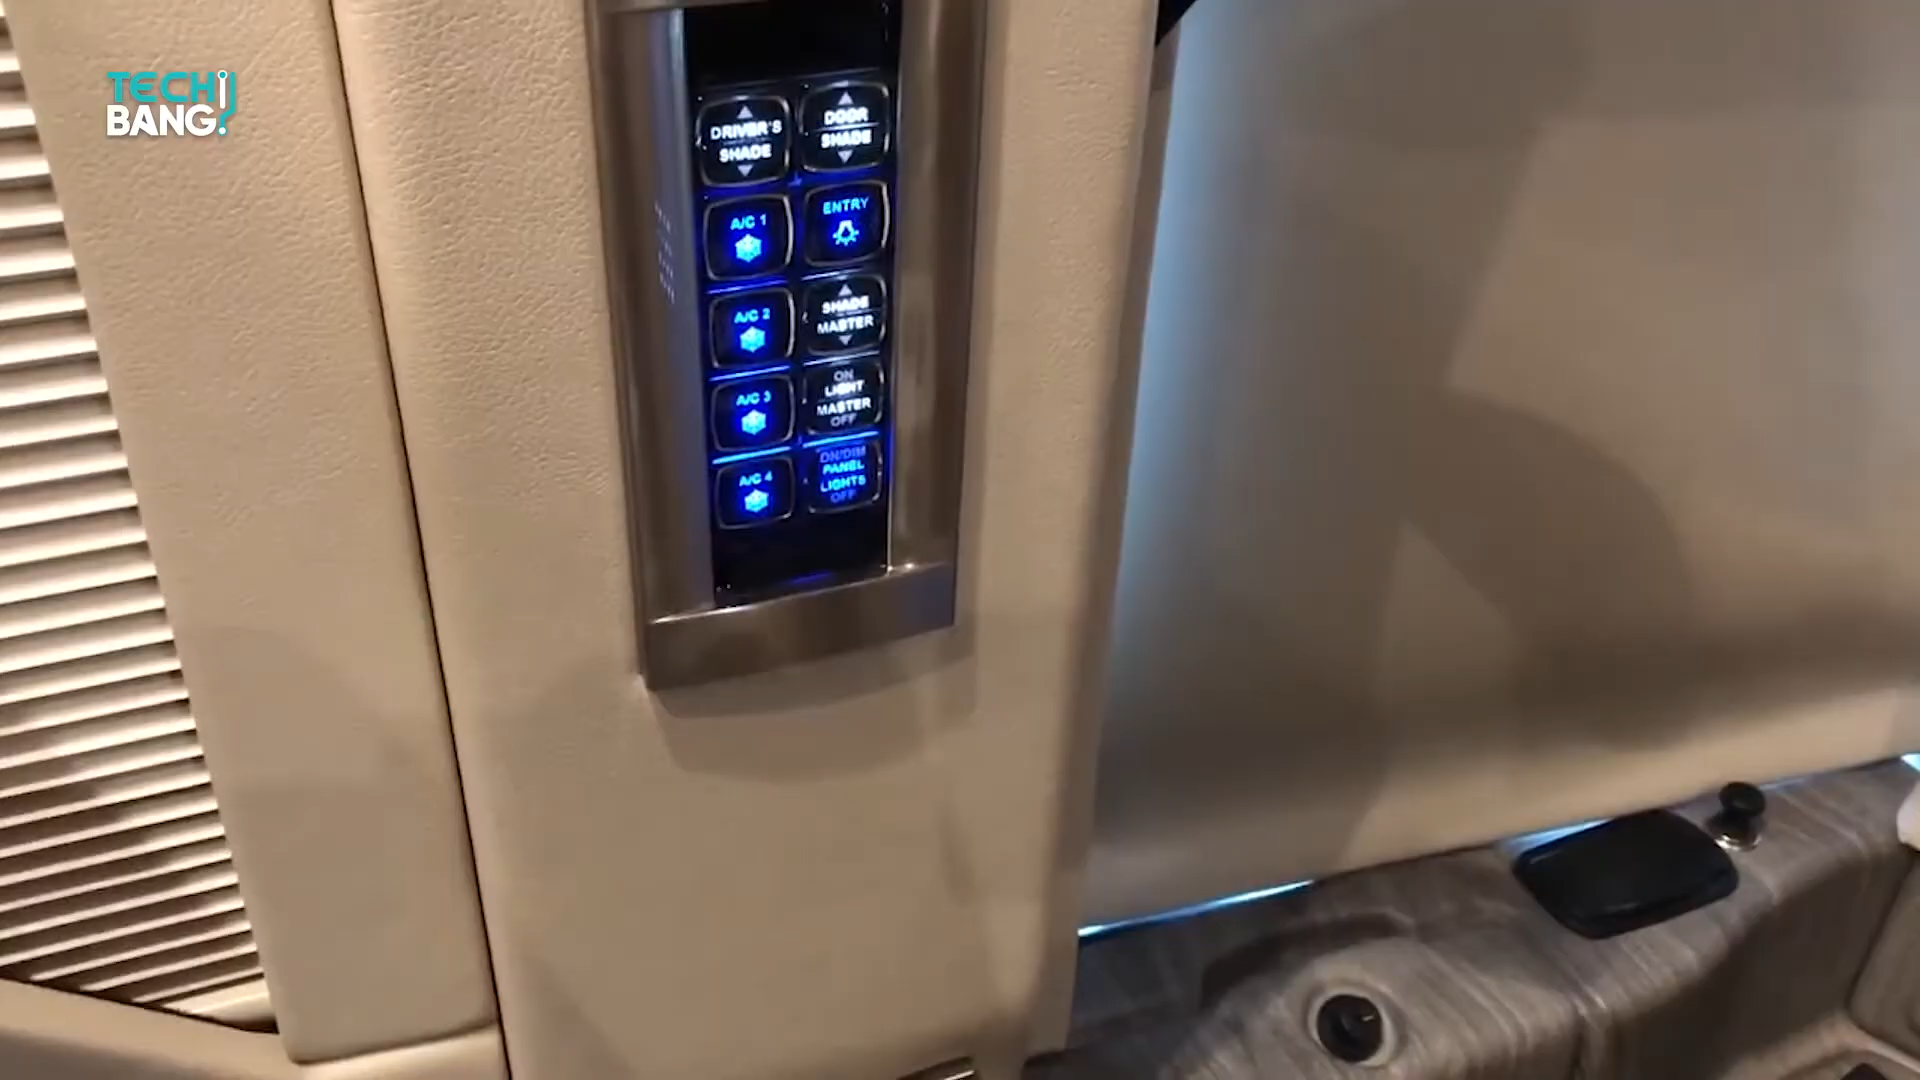 TECH
BANG!
DRIVER'S
SHADE
DOOR
SHADE
A/C 1
ENTRY
A/C 2
SHADE
MASTER
A/C 3
ON
LIGHT
MASTER
OFF
A/C 4
ON/DIM
PANEL
LIGHTS
OFF